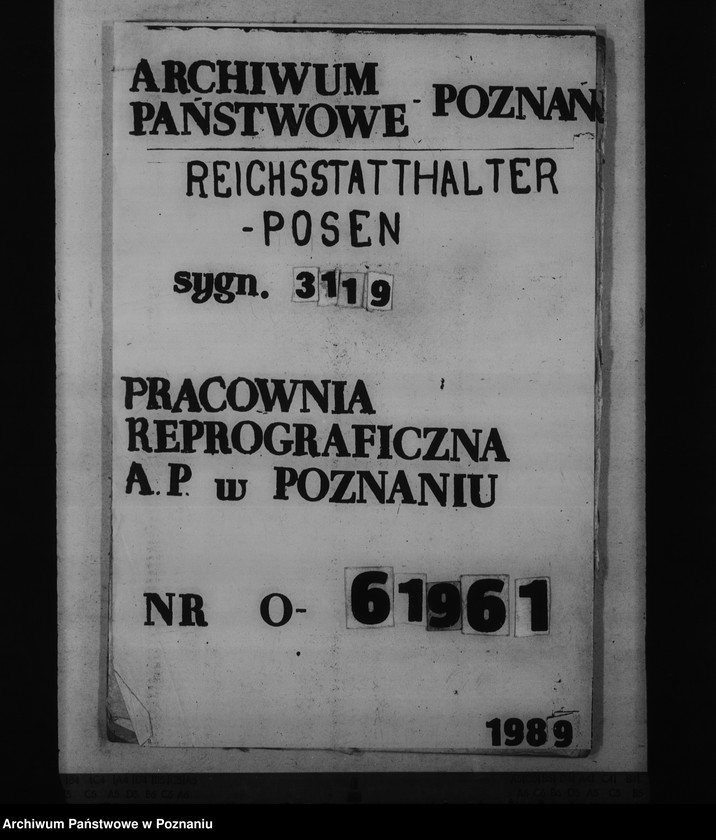 ARCHIWUM
PAŃSTWOWE - POZNAŃ
REICHSSTATTHALTER
-POSEN
sygn. 3119
PRACOWNIA
REPROGRAFICZNA
A.P. w POZNANIU
NR O- 61961
1989
Archiwum Państwowe w Poznaniu